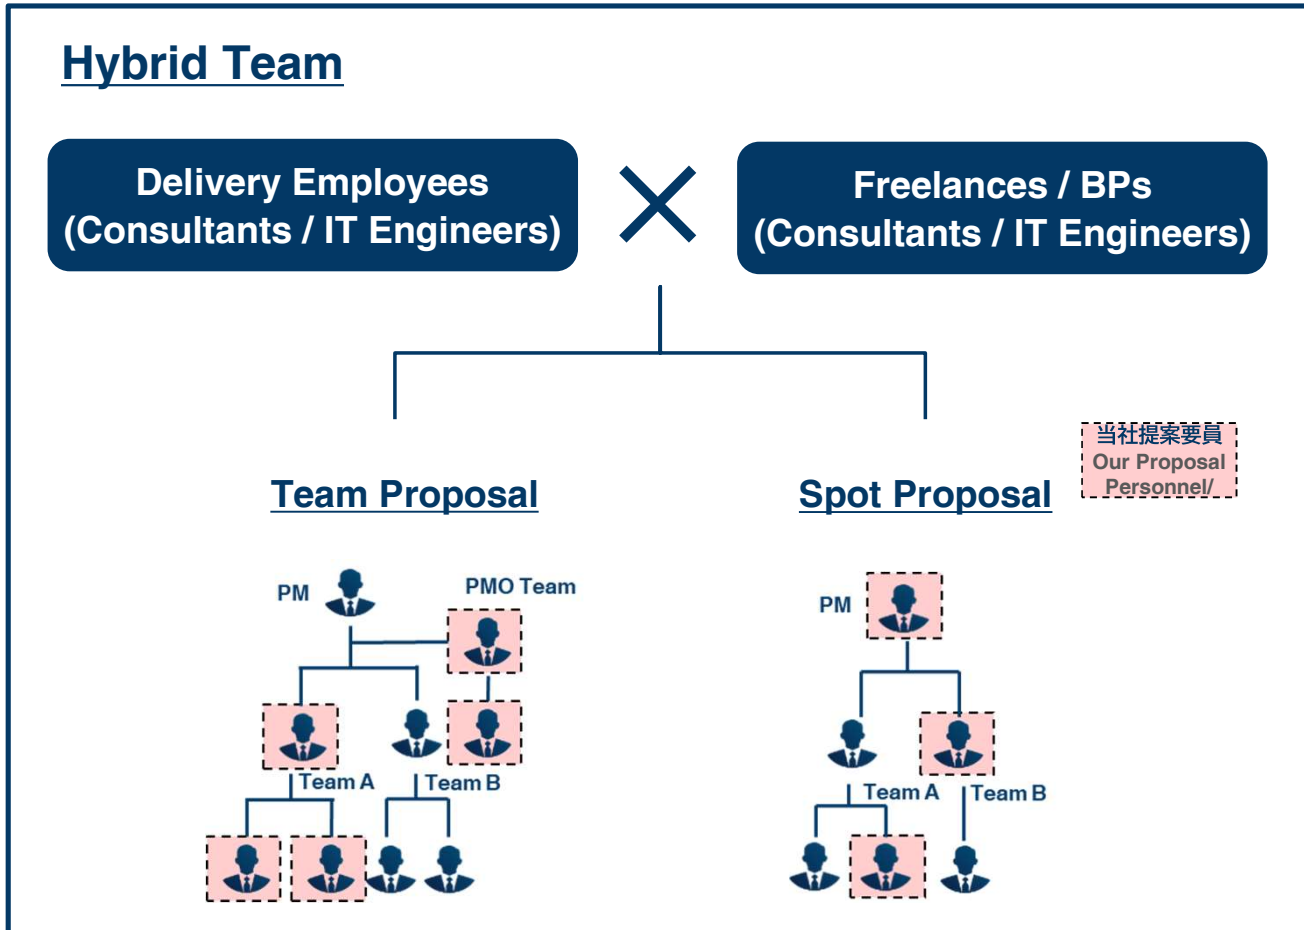 Hybrid Team
Delivery Employees
(Consultants / IT Engineers)
Freelances / BPs
(Consultants / IT Engineers)
当社提案要員
Our Proposal
Personnel/
Team Proposal
Spot Proposal
PM
PMO Team
Team A
Team B
PM
Team A
Team B